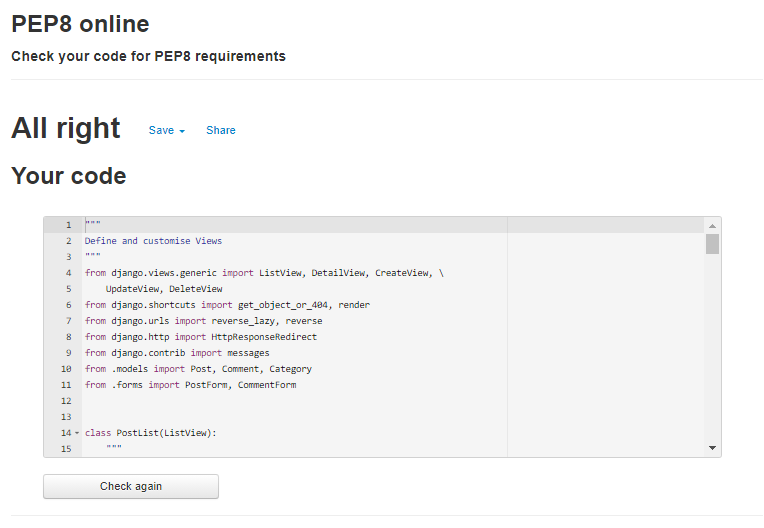 PEP8 online
Check your code for PEP8 requirements
All right Save Share
Your code
1 """
2 Define and customise Views
3 """
4 from django.views.generic import ListView, DetailView, CreateView, \
5     UpdateView, DeleteView
6 from django.shortcuts import get_object_or_404, render
7 from django.urls import reverse_lazy, reverse
8 from django.http import HttpResponseRedirect
9 from django.contrib import messages
10 from .models import Post, Comment, Category
11 from .forms import PostForm, CommentForm
12
13
14 class PostList(ListView):
15     """
Check again